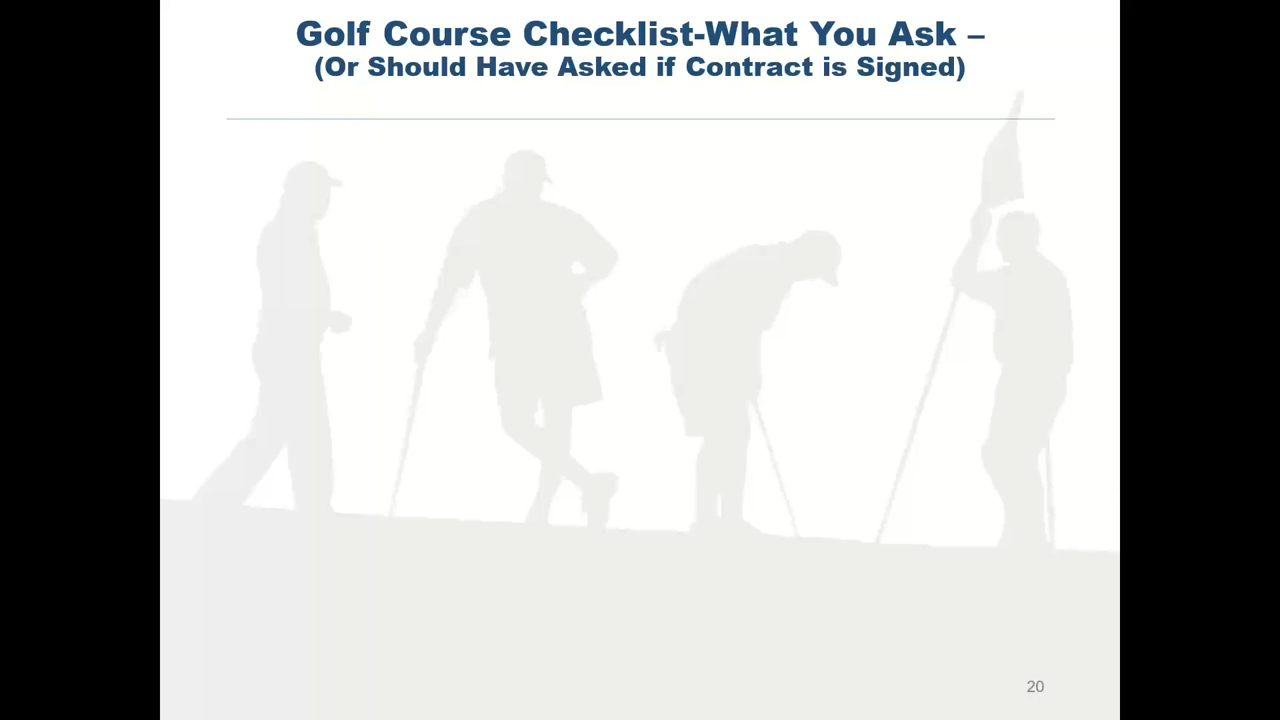 Golf Course Checklist-What You Ask –
(Or Should Have Asked if Contract is Signed)
20